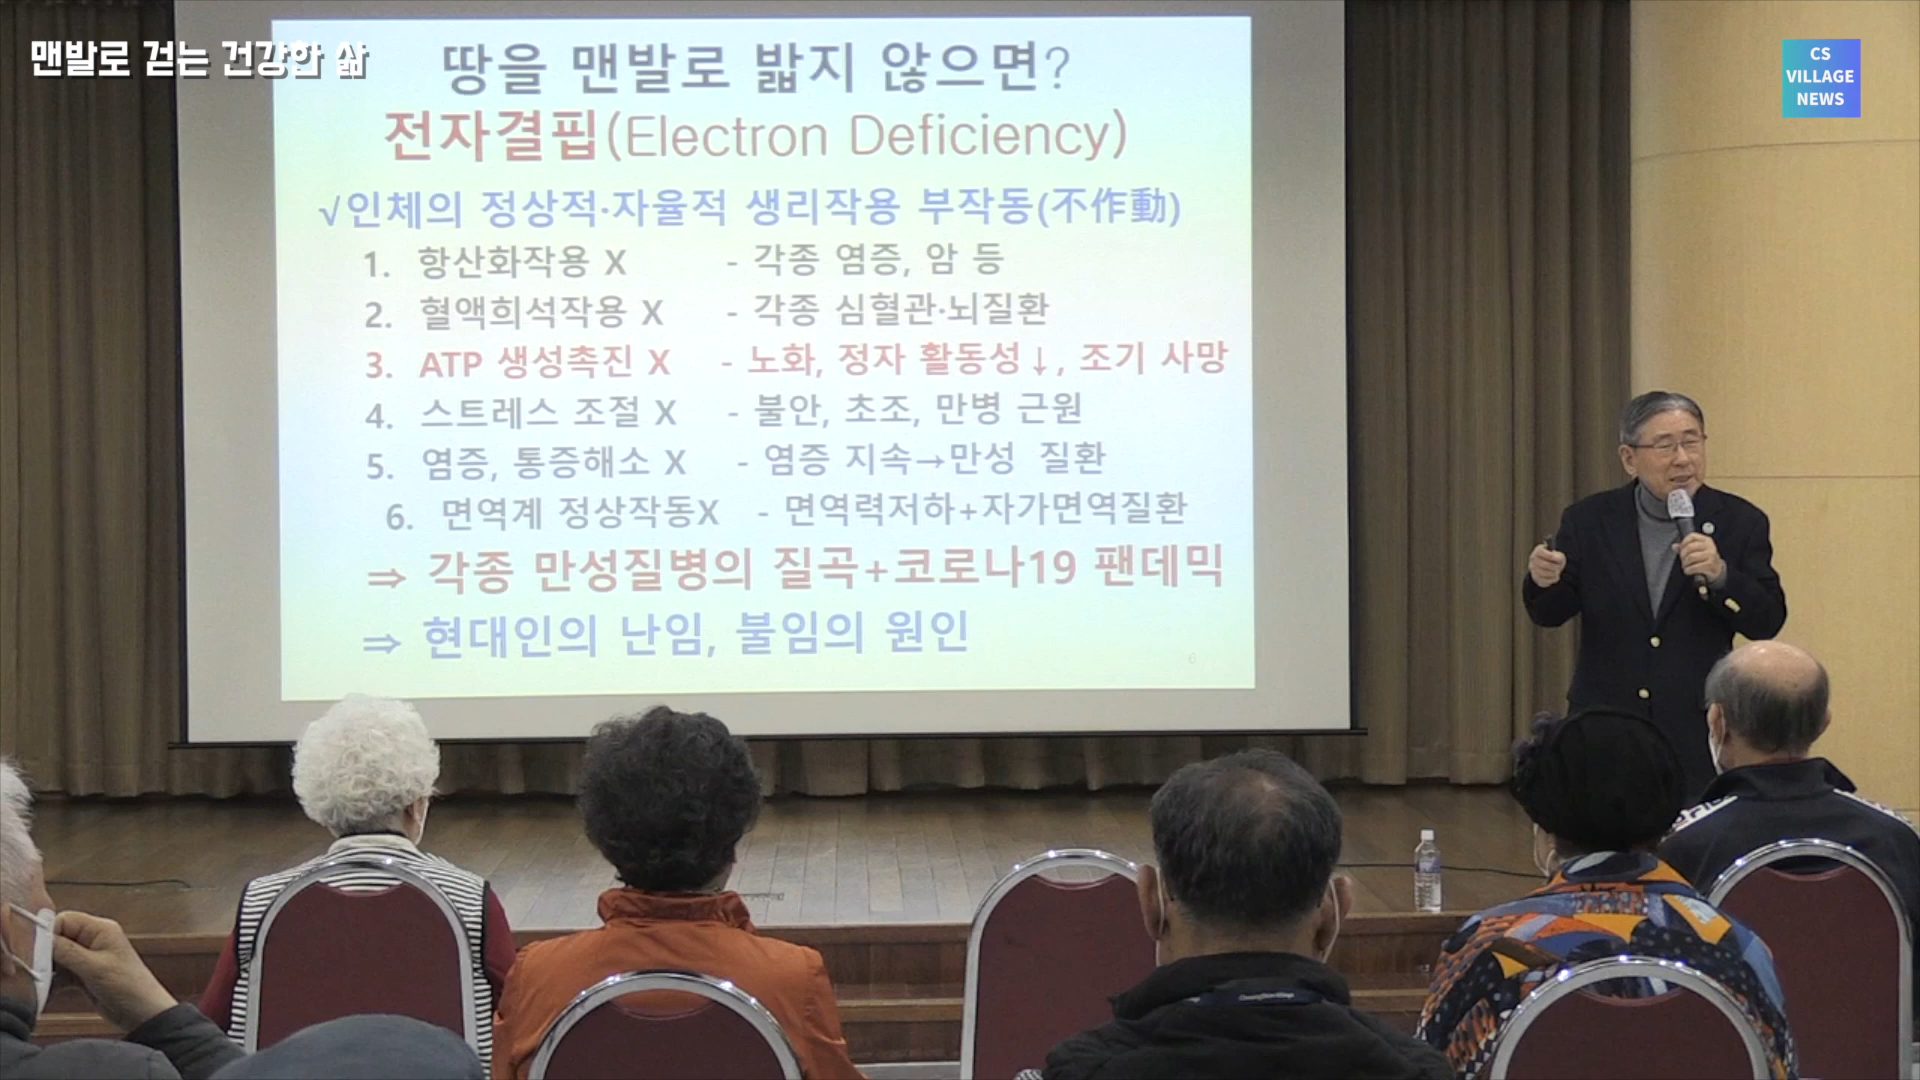 맨발로 걷는 건강한 삶
CS
VILLAGE
NEWS
땅을 맨발로 밟지 않으면?
전자결핍(Electron Deficiency)
√인체의 정상적·자율적 생리작용 부작동(不作動)
1. 항산화작용 X - 각종 염증, 암 등
2. 혈액희석작용 X - 각종 심혈관·뇌질환
3. ATP 생성촉진 X - 노화, 정자 활동성↓, 조기 사망
4. 스트레스 조절 X - 불안, 초조, 만병 근원
5. 염증, 통증해소 X - 염증 지속→만성 질환
6. 면역계 정상작동X - 면역력저하+자가면역질환
⇒ 각종 만성질병의 질곡+코로나19 팬데믹
⇒ 현대인의 난임, 불임의 원인
6